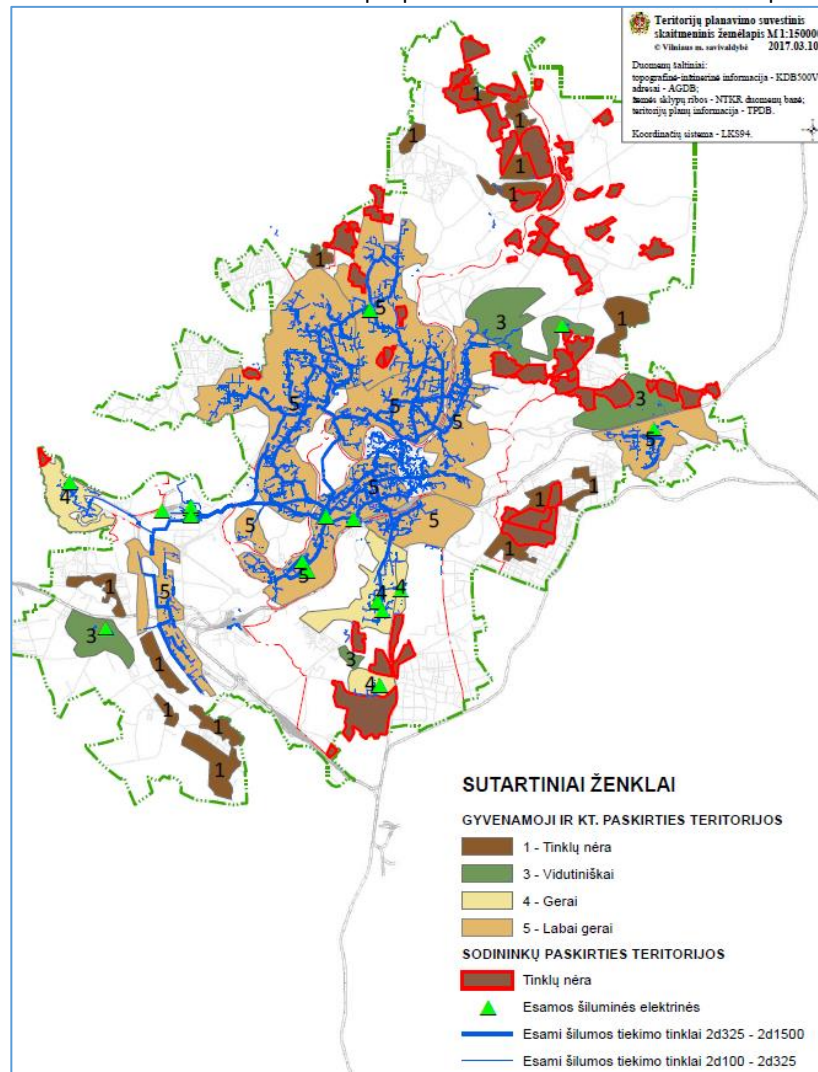 Teritorijų planavimo suvestinis
skaitmeninis žemėlapis M 1:150000
© Vilniaus m. savivaldybė 2017.03.10
Duomenų šaltiniai:
topografinė-inžinerinė informacija - KDB500V
adresai - AGDB;
žemės sklypų ribos - NTKR duomenų bazė;
teritorijų planų informacija - TPDB.
Koordinačių sistema - LKS94.
1
1
1
1
1
1
5
3
1
5
5
5
3
5
4
5
5
1
1
5
1
5
4
4
5
1
3
3
4
1
1
1
1
SUTARTINIAI ŽENKLAI
GYVENAMOJI IR KT. PASKIRTIES TERITORIJOS
1 - Tinklų nėra
3 - Vidutiniškai
4 - Gerai
5 - Labai gerai
SODININKŲ PASKIRTIES TERITORIJOS
Tinklų nėra
Esamos šiluminės elektrinės
Esami šilumos tiekimo tinklai 2d325 - 2d1500
Esami šilumos tiekimo tinklai 2d100 - 2d325